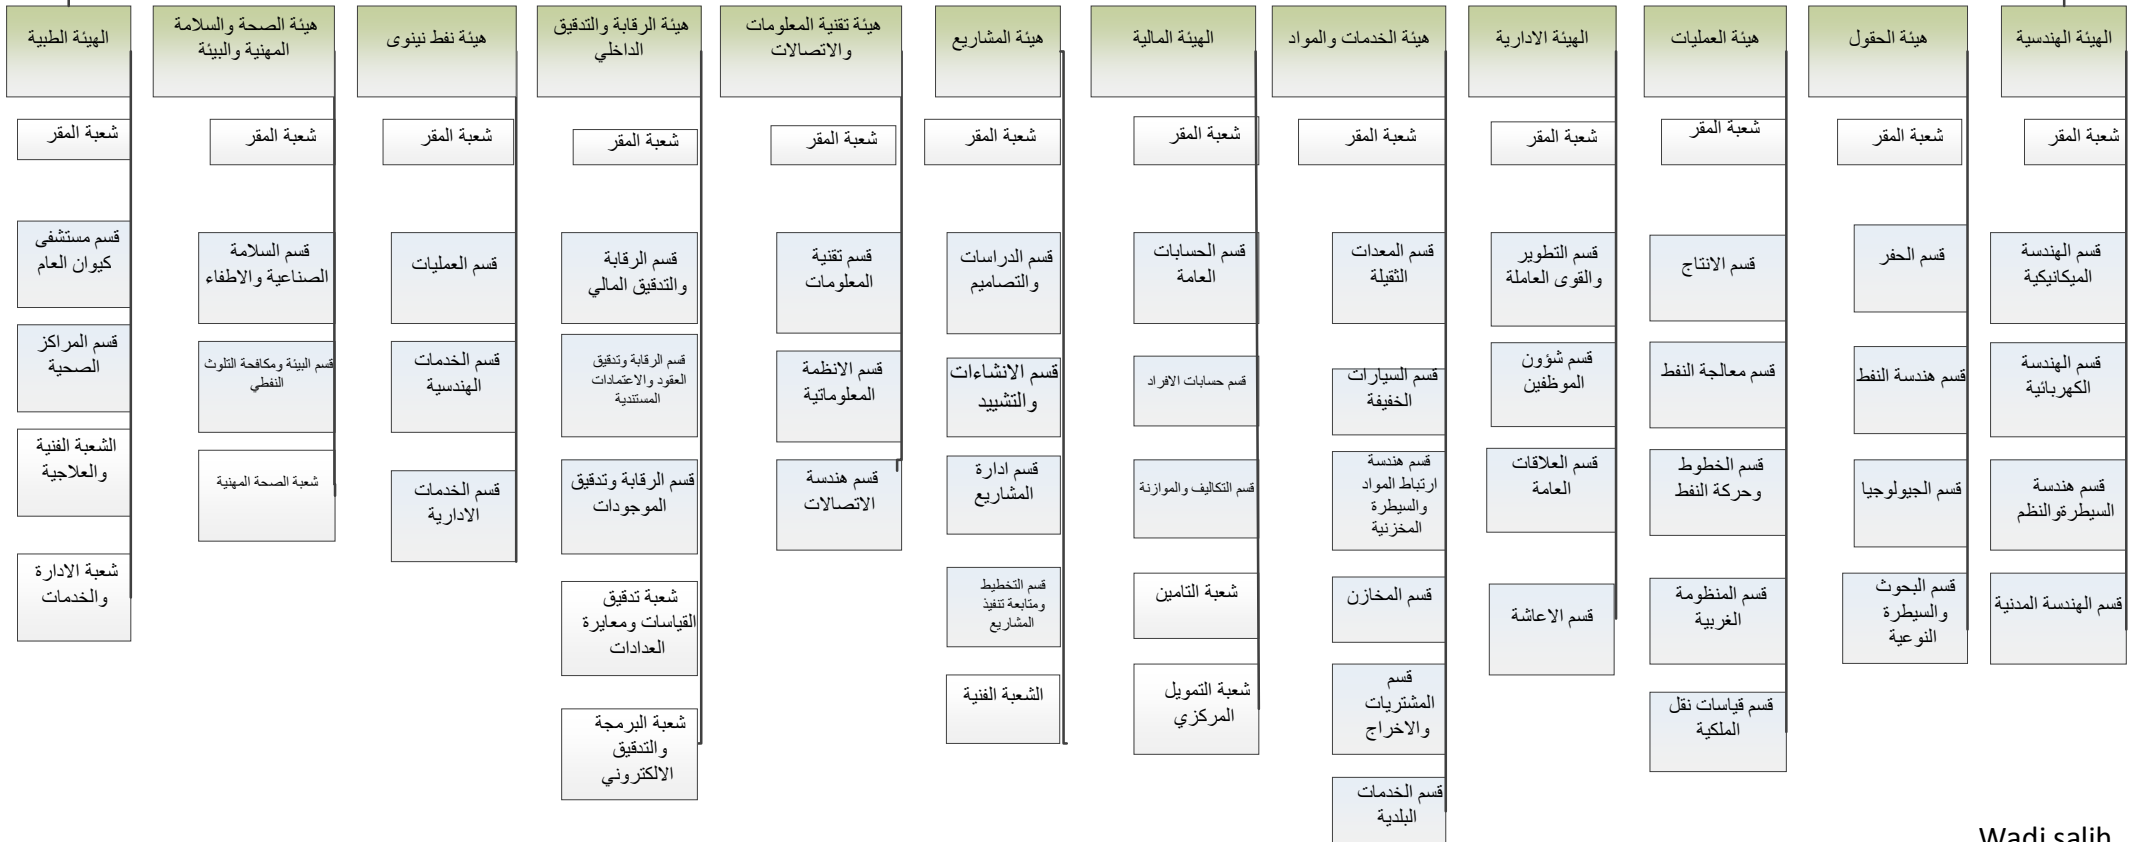 الهيئة الهندسية
شعبة المقر
قسم الهندسة
الميكانيكية
قسم الهندسة
الكهربائية
قسم هندسة
السيطرةوالنظم
قسم الهندسة المدنية
هيئة الحقول
شعبة المقر
قسم الحفر
قسم هندسة النفط
قسم الجيولوجيا
قسم البحوث
والسيطرة
النوعية
هيئة العمليات
شعبة المقر
قسم الانتاج
قسم معالجة النفط
قسم الخطوط
وحركة النفط
قسم المنظومة
الغربية
قسم قياسات نقل
الملكية
الهيئة الادارية
شعبة المقر
قسم التطوير
والقوى العاملة
قسم شؤون
الموظفين
قسم العلاقات
العامة
قسم الاعاشة
هيئة الخدمات والمواد
شعبة المقر
قسم المعدات
الثقيلة
قسم السيارات
الخفيفة
قسم هندسة
ارتباط المواد
والسيطرة
المخزنية
قسم المخازن
قسم
المشتريات
والاخراج
قسم الخدمات
البلدية
الهيئة المالية
شعبة المقر
قسم الحسابات
العامة
قسم حسابات الافراد
قسم التكاليف والموازنة
شعبة التامين
شعبة التمويل
المركزي
هيئة المشاريع
شعبة المقر
قسم الدراسات
والتصاميم
قسم الانشاءات
والتشييد
قسم ادارة
المشاريع
قسم التخطيط
ومتابعة تنفيذ
المشاريع
الشعبة الفنية
هيئة تقنية المعلومات
والاتصالات
شعبة المقر
قسم تقنية
المعلومات
قسم الانظمة
المعلوماتية
قسم هندسة
الاتصالات
هيئة الرقابة والتدقيق
الداخلي
شعبة المقر
قسم الرقابة
والتدقيق المالي
قسم الرقابة وتدقيق
العقود والاعتمادات
المستندية
قسم الرقابة وتدقيق
الموجودات
شعبة تدقيق
القياسات ومعايرة
العدادات
شعبة البرمجة
والتدقيق
الالكتروني
هيئة نفط نينوى
شعبة المقر
قسم العمليات
قسم الخدمات
الهندسية
قسم الخدمات
الادارية
هيئة الصحة والسلامة
المهنية والبيئة
شعبة المقر
قسم السلامة
الصناعية والاطفاء
قسم البيئة ومكافحة التلوث
النفطي
شعبة الصحة المهنية
الهيئة الطبية
شعبة المقر
قسم مستشفى
كيوان العام
قسم المراكز
الصحية
الشعبة الفنية
والعلاجية
شعبة الادارة
والخدمات
Wadi salih